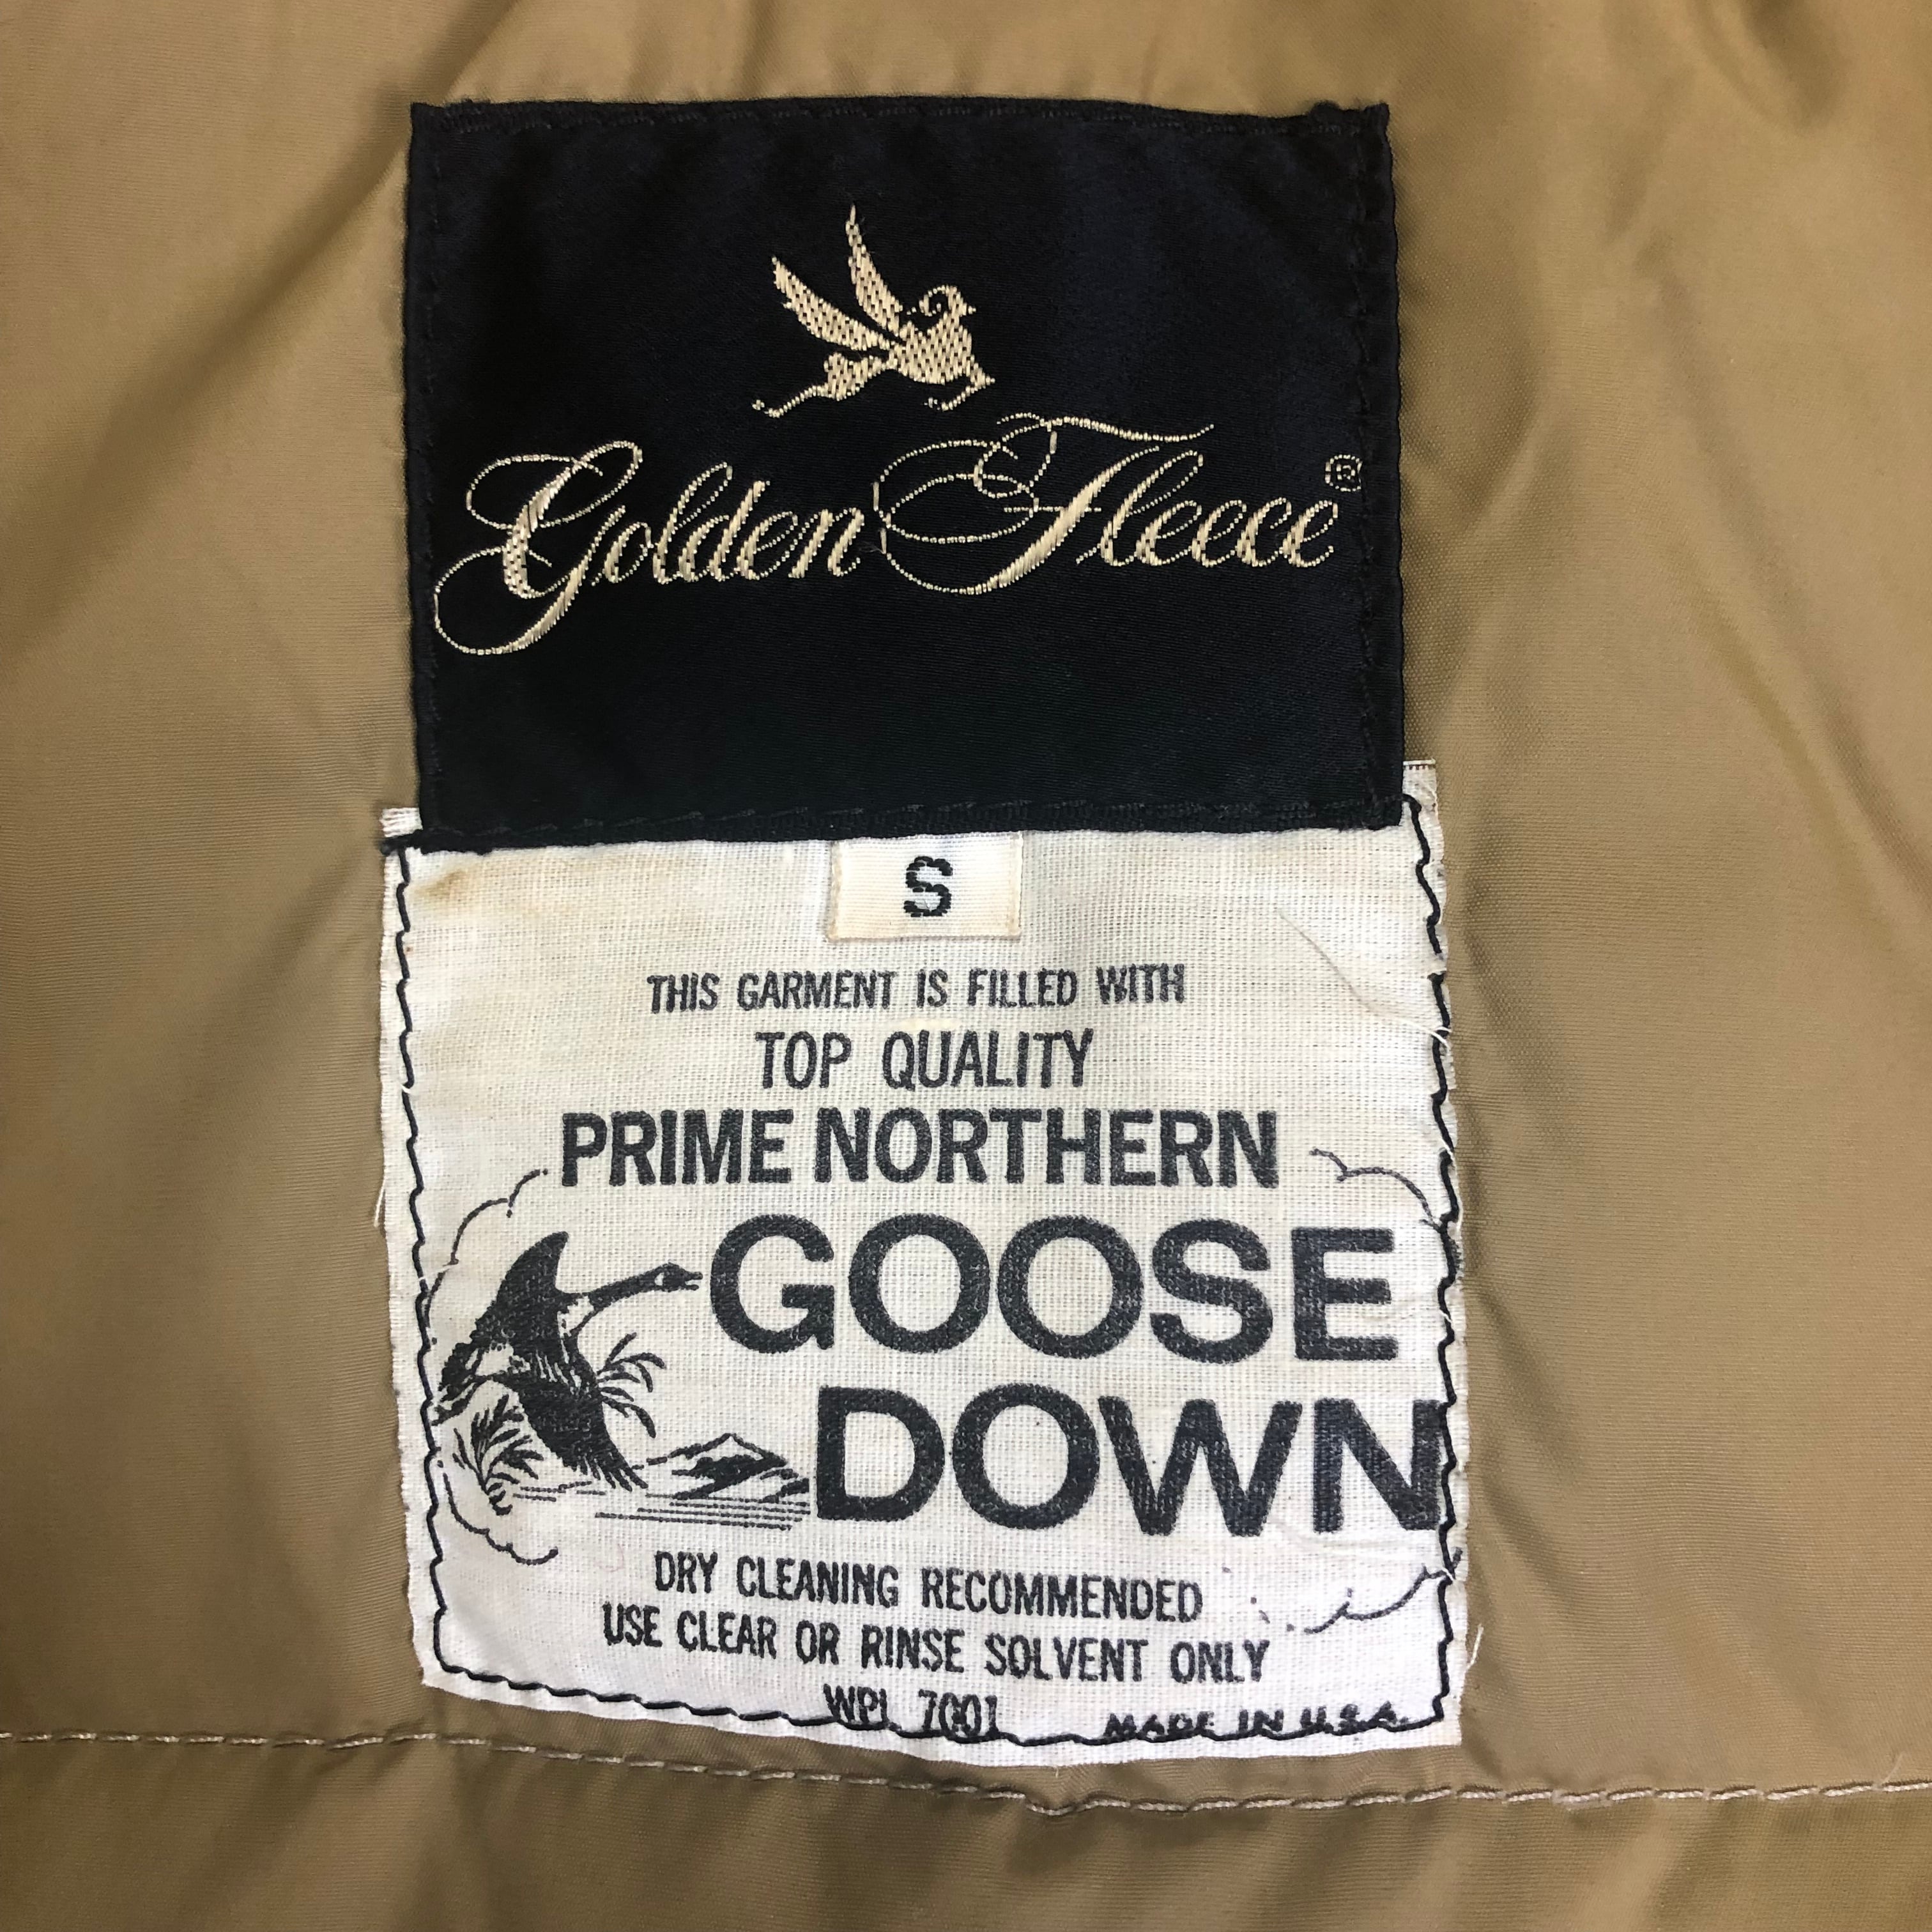 Golden Fleece®
S
THIS GARMENT IS FILLED WITH
TOP QUALITY
PRIME NORTHERN
GOOSE
DOWN
DRY CLEANING RECOMMENDED
USE CLEAR OR RINSE SOLVENT ONLY
WPL 7001 MADE IN U.S.A.